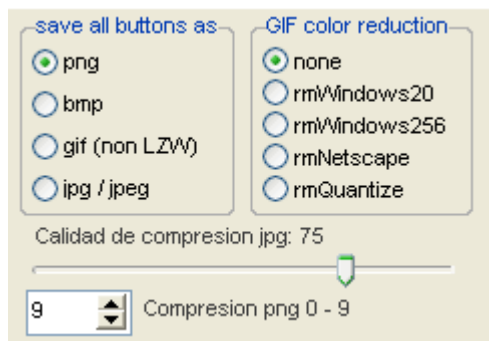 save all buttons as
png
bmp
gif (non LZW)
jpg / jpeg
GIF color reduction
none
rmWindows20
rmWindows256
rmNetscape
rmQuantize
Calidad de compresion jpg: 75
9 Compresion png 0 - 9